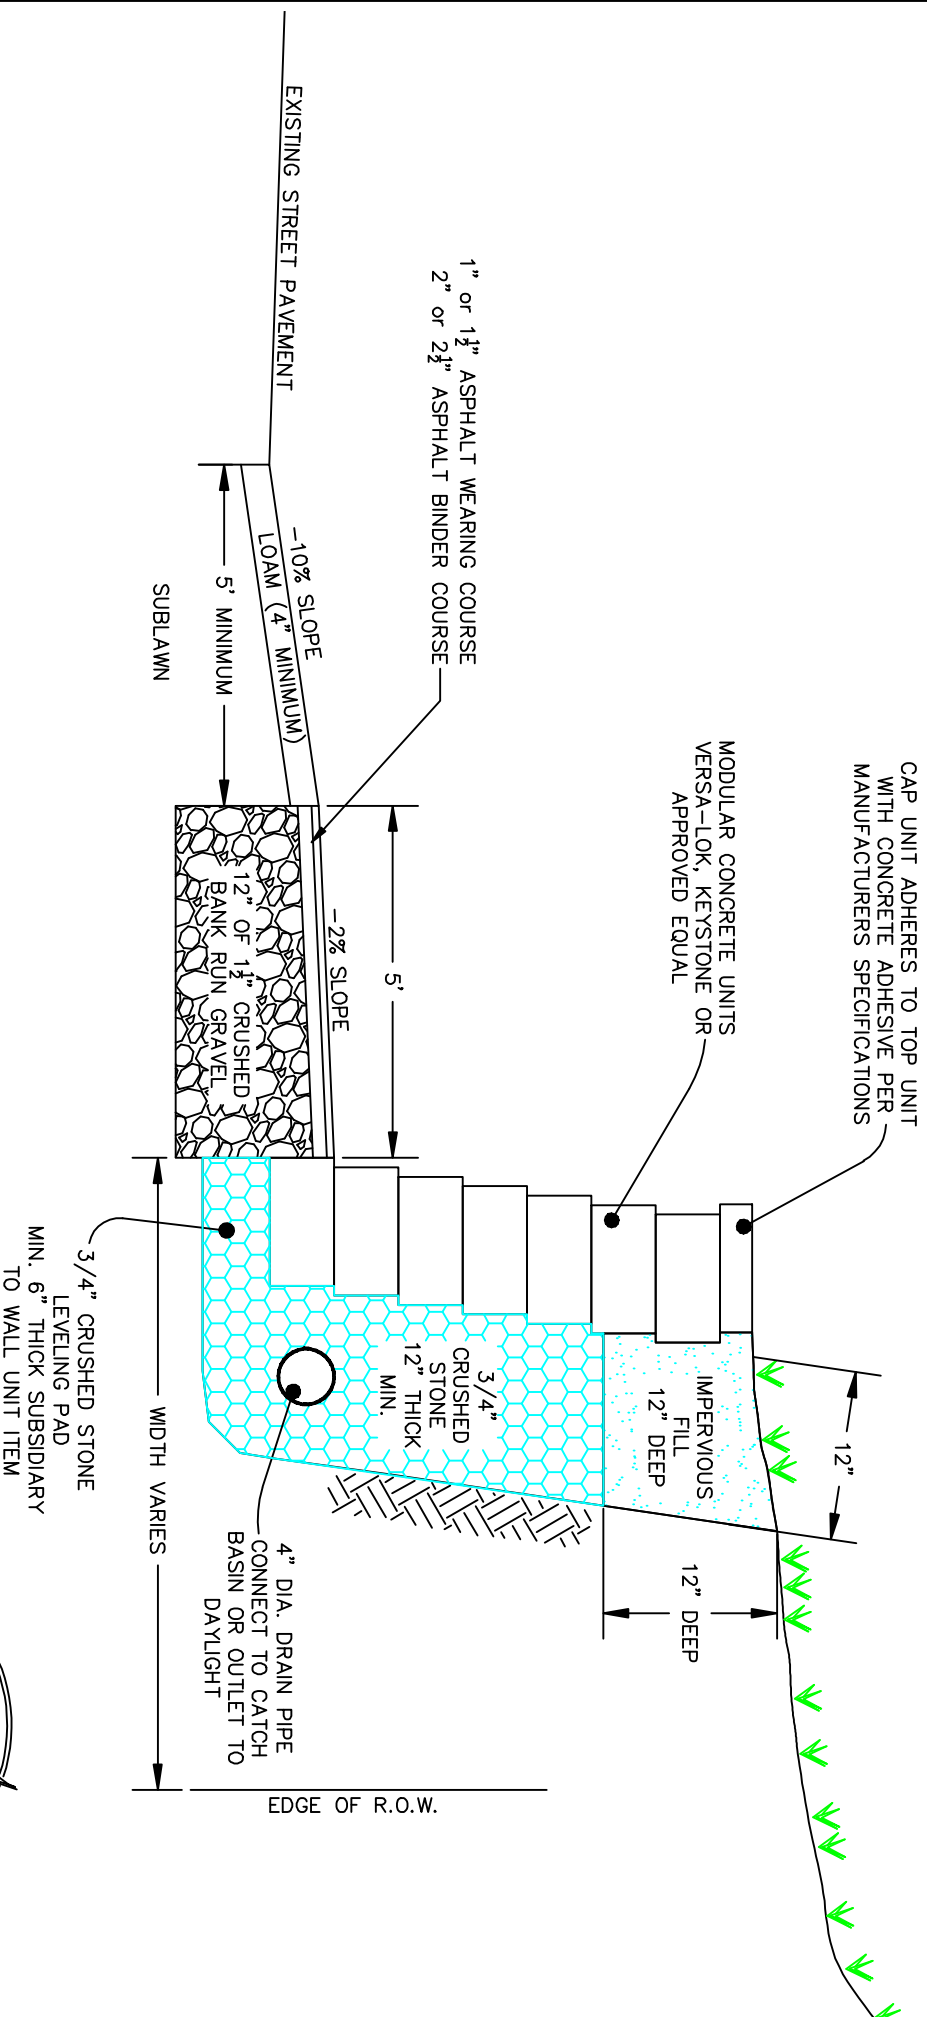 CAP UNIT ADHERES TO TOP UNIT
WITH CONCRETE ADHESIVE PER
MANUFACTURERS SPECIFICATIONS
MODULAR CONCRETE UNITS
VERSA-LOK, KEYSTONE OR
APPROVED EQUAL
12"
IMPERVIOUS
FILL
12" DEEP
12" DEEP
1" or 1½" ASPHALT WEARING COURSE
2" or 2½" ASPHALT BINDER COURSE
3/4"
CRUSHED
STONE
12" THICK
MIN.
5'
-2% SLOPE
EXISTING STREET PAVEMENT
-10% SLOPE
LOAM (4" MINIMUM)
12" OF 1½" CRUSHED
BANK RUN GRAVEL
5' MINIMUM
SUBLAWN
EDGE OF R.O.W.
4" DIA. DRAIN PIPE
CONNECT TO CATCH
BASIN OR OUTLET TO
DAYLIGHT
WIDTH VARIES
3/4" CRUSHED STONE
LEVELING PAD
MIN. 6" THICK SUBSIDIARY
TO WALL UNIT ITEM